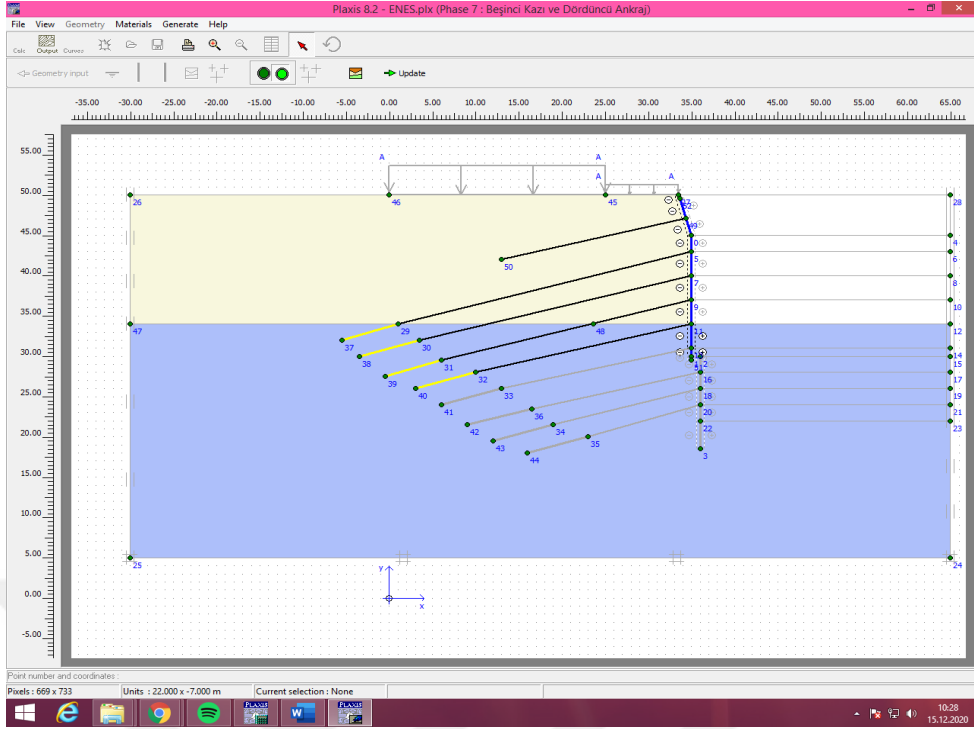 Plaxis 8.2 - ENES.plx (Phase 7 : Beşinci Kazı ve Dördüncü Ankraj)
File View Geometry Materials Generate Help
Calc Output Curves
Geometry input
Update
-35.00 -30.00 -25.00 -20.00 -15.00 -10.00 -5.00 0.00 5.00 10.00 15.00 20.00 25.00 30.00 35.00 40.00 45.00 50.00 55.00 60.00 65.00
55.00
A A
A A
50.00
26 46 45 28
45.00
4
50 5 6
40.00
7 8
35.00
9 10
47 29 48 12
37 30
30.00
38 31 14
39 32 15
40 33 16 17
25.00
41 36 18 19
42 34 20 21
20.00
43 35 22 23
44 3
15.00
10.00
5.00
25 24
0.00
y
x
-5.00
Point number and coordinates :
Pixels : 669 x 733 Units : 22.000 x -7.000 m Current selection : None
PLAXIS PLAXIS
10:28
15.12.2020